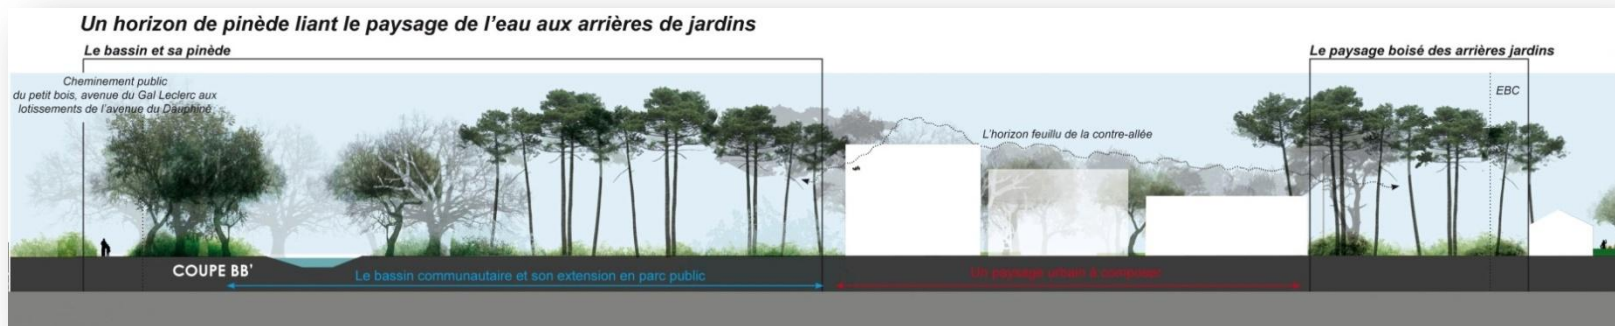 Un horizon de pinède liant le paysage de l'eau aux arrières de jardins
Le bassin et sa pinède
Le paysage boisé des arrières jardins
Cheminement public
du petit bois, avenue du Gal Leclerc aux
lotissements de l'avenue du Dauphiné
EBC
L'horizon feuillu de la contre-allée
COUPE BB'
Le bassin communautaire et son extension en parc public
Un paysage urbain à composer